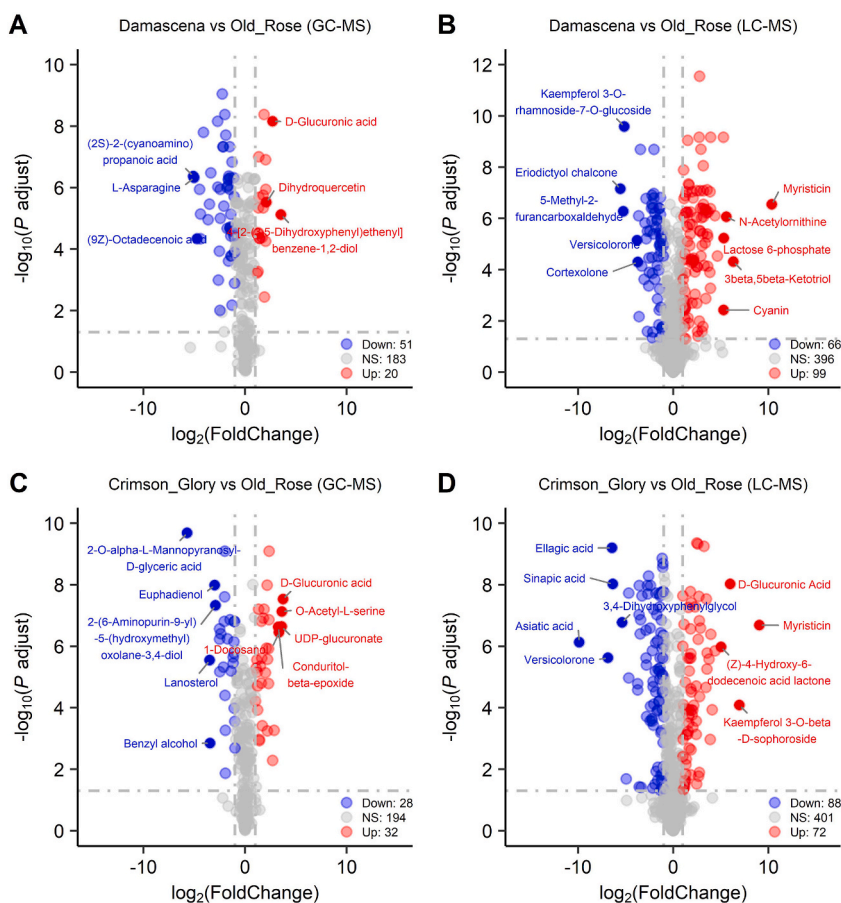 A
Damascena vs Old_Rose (GC-MS)
10
8
6
4
2
0
-log10(P adjust)
-10
0
10
log2(FoldChange)
(2S)-2-(cyanoamino)
propanoic acid
L-Asparagine
(9Z)-Octadecenoic acid
D-Glucuronic acid
Dihydroquercetin
[2-(3,5-Dihydroxyphenyl)ethenyl]
benzene-1,2-diol
Down: 51
NS: 183
Up: 20
B
Damascena vs Old_Rose (LC-MS)
12
10
8
6
4
2
0
-log10(P adjust)
-10
0
10
log2(FoldChange)
Kaempferol 3-O-
rhamnoside-7-O-glucoside
Eriodictyol chalcone
5-Methyl-2-
furancarboxaldehyde
Versicolorone
Cortexolone
Myristicin
N-Acetylornithine
Lactose 6-phosphate
3beta,5beta-Ketotriol
Cyanin
Down: 66
NS: 396
Up: 99
C
Crimson_Glory vs Old_Rose (GC-MS)
10
8
6
4
2
0
-log10(P adjust)
-10
0
10
log2(FoldChange)
2-O-alpha-L-Mannopyranosyl-
D-glyceric acid
Euphadienol
2-(6-Aminopurin-9-yl)
-5-(hydroxymethyl)
oxolane-3,4-diol
Lanosterol
Benzyl alcohol
D-Glucuronic acid
O-Acetyl-L-serine
UDP-glucuronate
1-Docosanol
Conduritol-
beta-epoxide
Down: 28
NS: 194
Up: 32
D
Crimson_Glory vs Old_Rose (LC-MS)
10
8
6
4
2
0
-log10(P adjust)
-10
0
10
log2(FoldChange)
Ellagic acid
Sinapic acid
3,4-Dihydroxyphenylglycol
Asiatic acid
Versicolorone
D-Glucuronic Acid
Myristicin
(Z)-4-Hydroxy-6-
dodecenoic acid lactone
Kaempferol 3-O-beta
-D-sophoroside
Down: 88
NS: 401
Up: 72